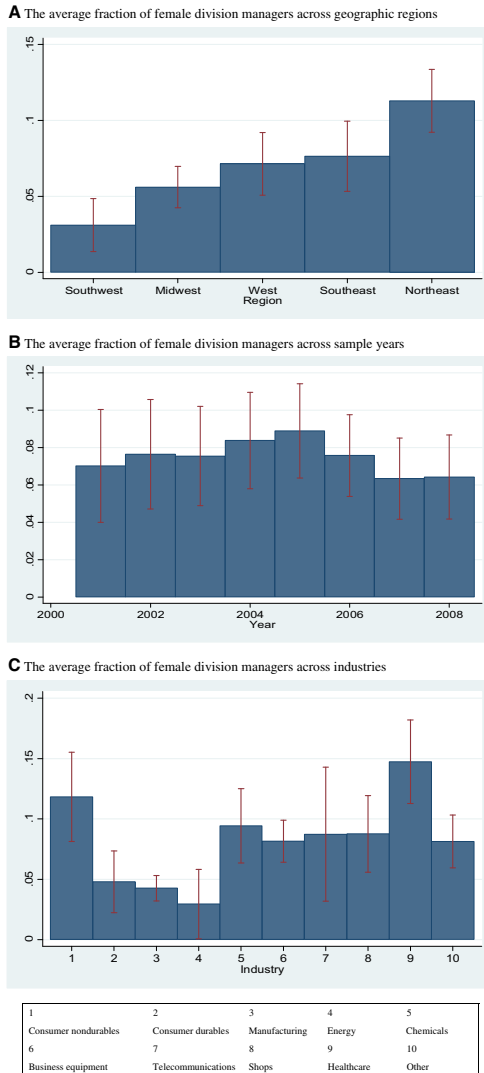 A The average fraction of female division managers across geographic regions
.15
.1
.05
0
Southwest Midwest West Southeast Northeast
Region
B The average fraction of female division managers across sample years
.12
.1
.08
.06
.04
.02
0
2000 2002 2004 2006 2008
Year
C The average fraction of female division managers across industries
.2
.15
.1
.05
0
1 2 3 4 5 6 7 8 9 10
Industry
1 2 3 4 5
Consumer nondurables Consumer durables Manufacturing Energy Chemicals
6 7 8 9 10
Business equipment Telecommunications Shops Healthcare Other